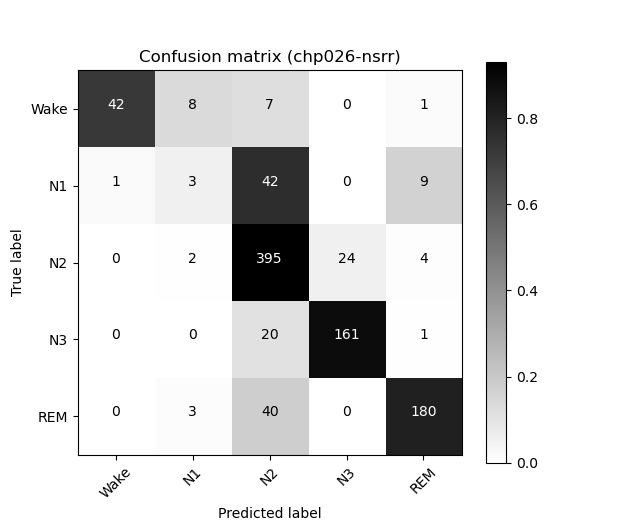 Confusion matrix (chp026-nsrr)
True label
Wake 42 8 7 0 1
N1 1 3 42 0 9
N2 0 2 395 24 4
N3 0 0 20 161 1
REM 0 3 40 0 180
Wake N1 N2 N3 REM
Predicted label
0.8
0.6
0.4
0.2
0.0